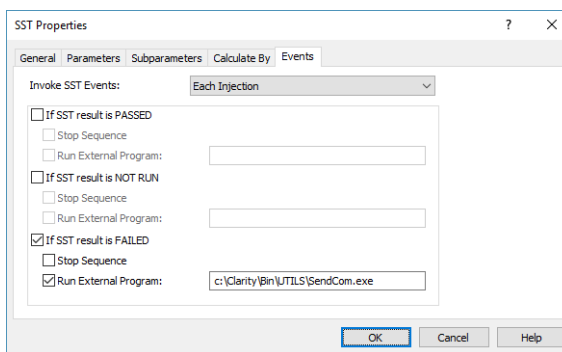 SST Properties ? X
General Parameters Subparameters Calculate By Events
Invoke SST Events: Each Injection
If SST result is PASSED
Stop Sequence
Run External Program:
If SST result is NOT RUN
Stop Sequence
Run External Program:
If SST result is FAILED
Stop Sequence
Run External Program: c:\Clarity\Bin\UTILS\SendCom.exe
OK Cancel Help